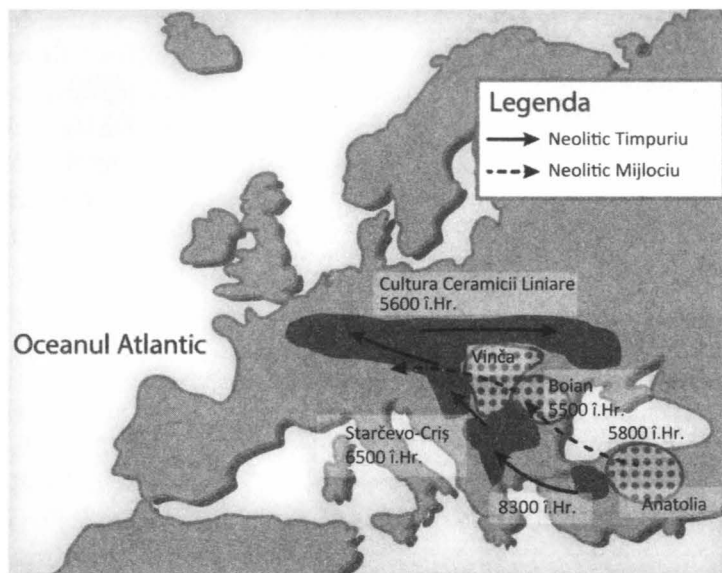 Legenda
Neolitic Timpuriu
Neolitic Mijlociu
Cultura Ceramicii Liniare
5600 î.Hr.
Oceanul Atlantic
Vinča
Boian
5500 î.Hr.
5800 î.Hr.
Starčevo-Criș
6500 î.Hr.
8300 î.Hr.
Anatolia